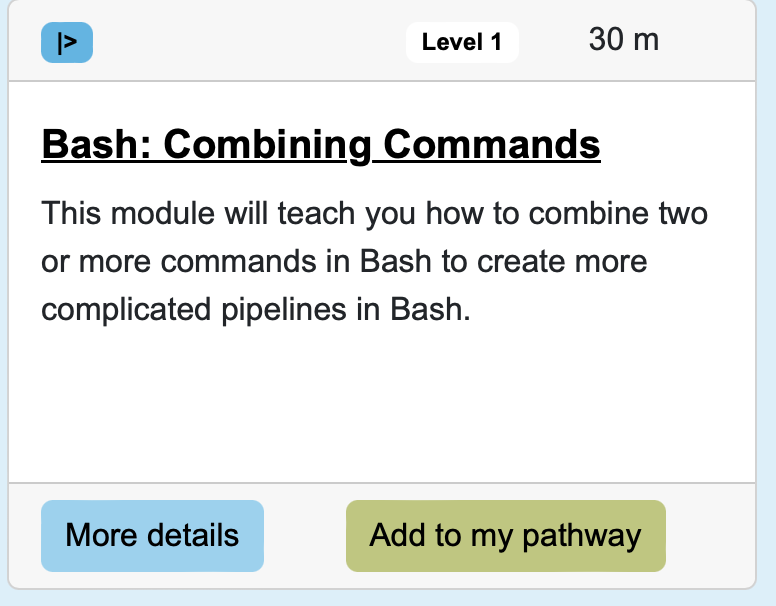 |>
Level 1
30 m
Bash: Combining Commands
This module will teach you how to combine two
or more commands in Bash to create more
complicated pipelines in Bash.
More details
Add to my pathway